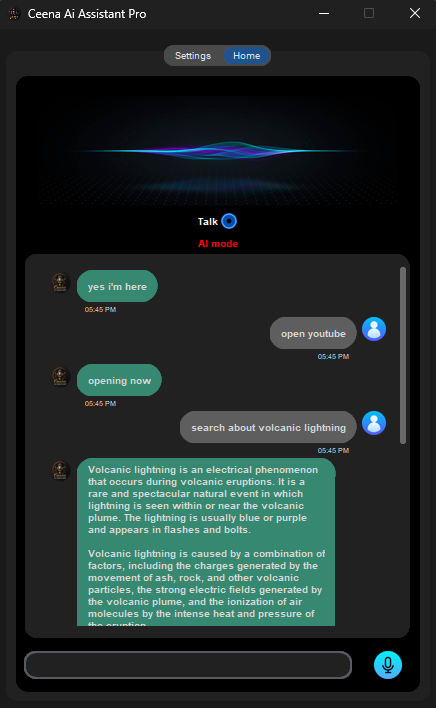 Ceena Ai Assistant Pro
Settings Home
Talk
AI mode
yes i'm here
05:45 PM
open youtube
05:45 PM
opening now
05:45 PM
search about volcanic lightning
05:45 PM
Volcanic lightning is an electrical phenomenon
that occurs during volcanic eruptions. It is a
rare and spectacular natural event in which
lightning is seen within or near the volcanic
plume. The lightning is usually blue or purple
and appears in flashes and bolts.
Volcanic lightning is caused by a combination of
factors, including the charges generated by the
movement of ash, rock, and other volcanic
particles, the strong electric fields generated by
the volcanic plume, and the ionization of air
molecules by the intense heat and pressure of
the eruption